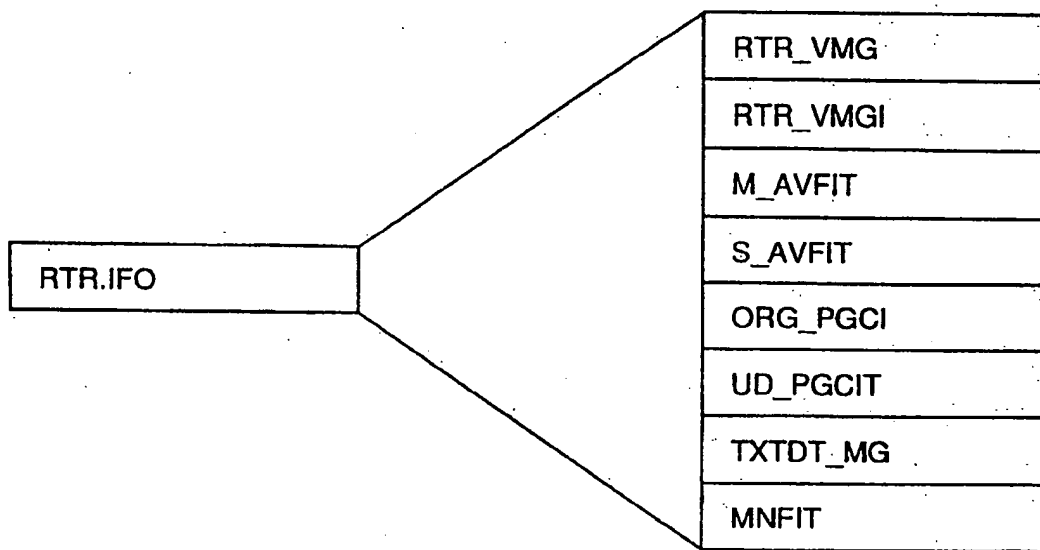 RTR.IFO
RTR_VMG
RTR_VMGI
M_AVFIT
S_AVFIT
ORG_PGCI
UD_PGCIT
TXTDT_MG
MNFIT